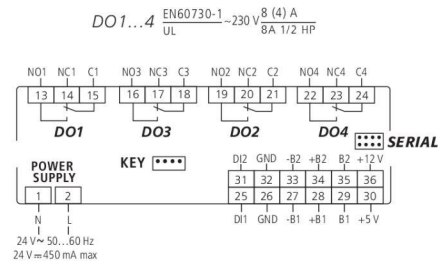 DO1...4 EN60730-1 ~230 V 8 (4) A
UL 8A 1/2 HP
NO1 NC1 C1 NO3 NC3 C3 NO2 NC2 C2 NO4 NC4 C4
13 14 15 16 17 18 19 20 21 22 23 24
DO1 DO3 DO2 DO4
SERIAL
POWER SUPPLY KEY
DI2 GND -B2 +B2 B2 +12 V
1 2 31 32 33 34 35 36
25 26 27 28 29 30
N L DI1 GND -B1 +B1 B1 +5 V
24 V~ 50...60 Hz
24 V⎓450 mA max